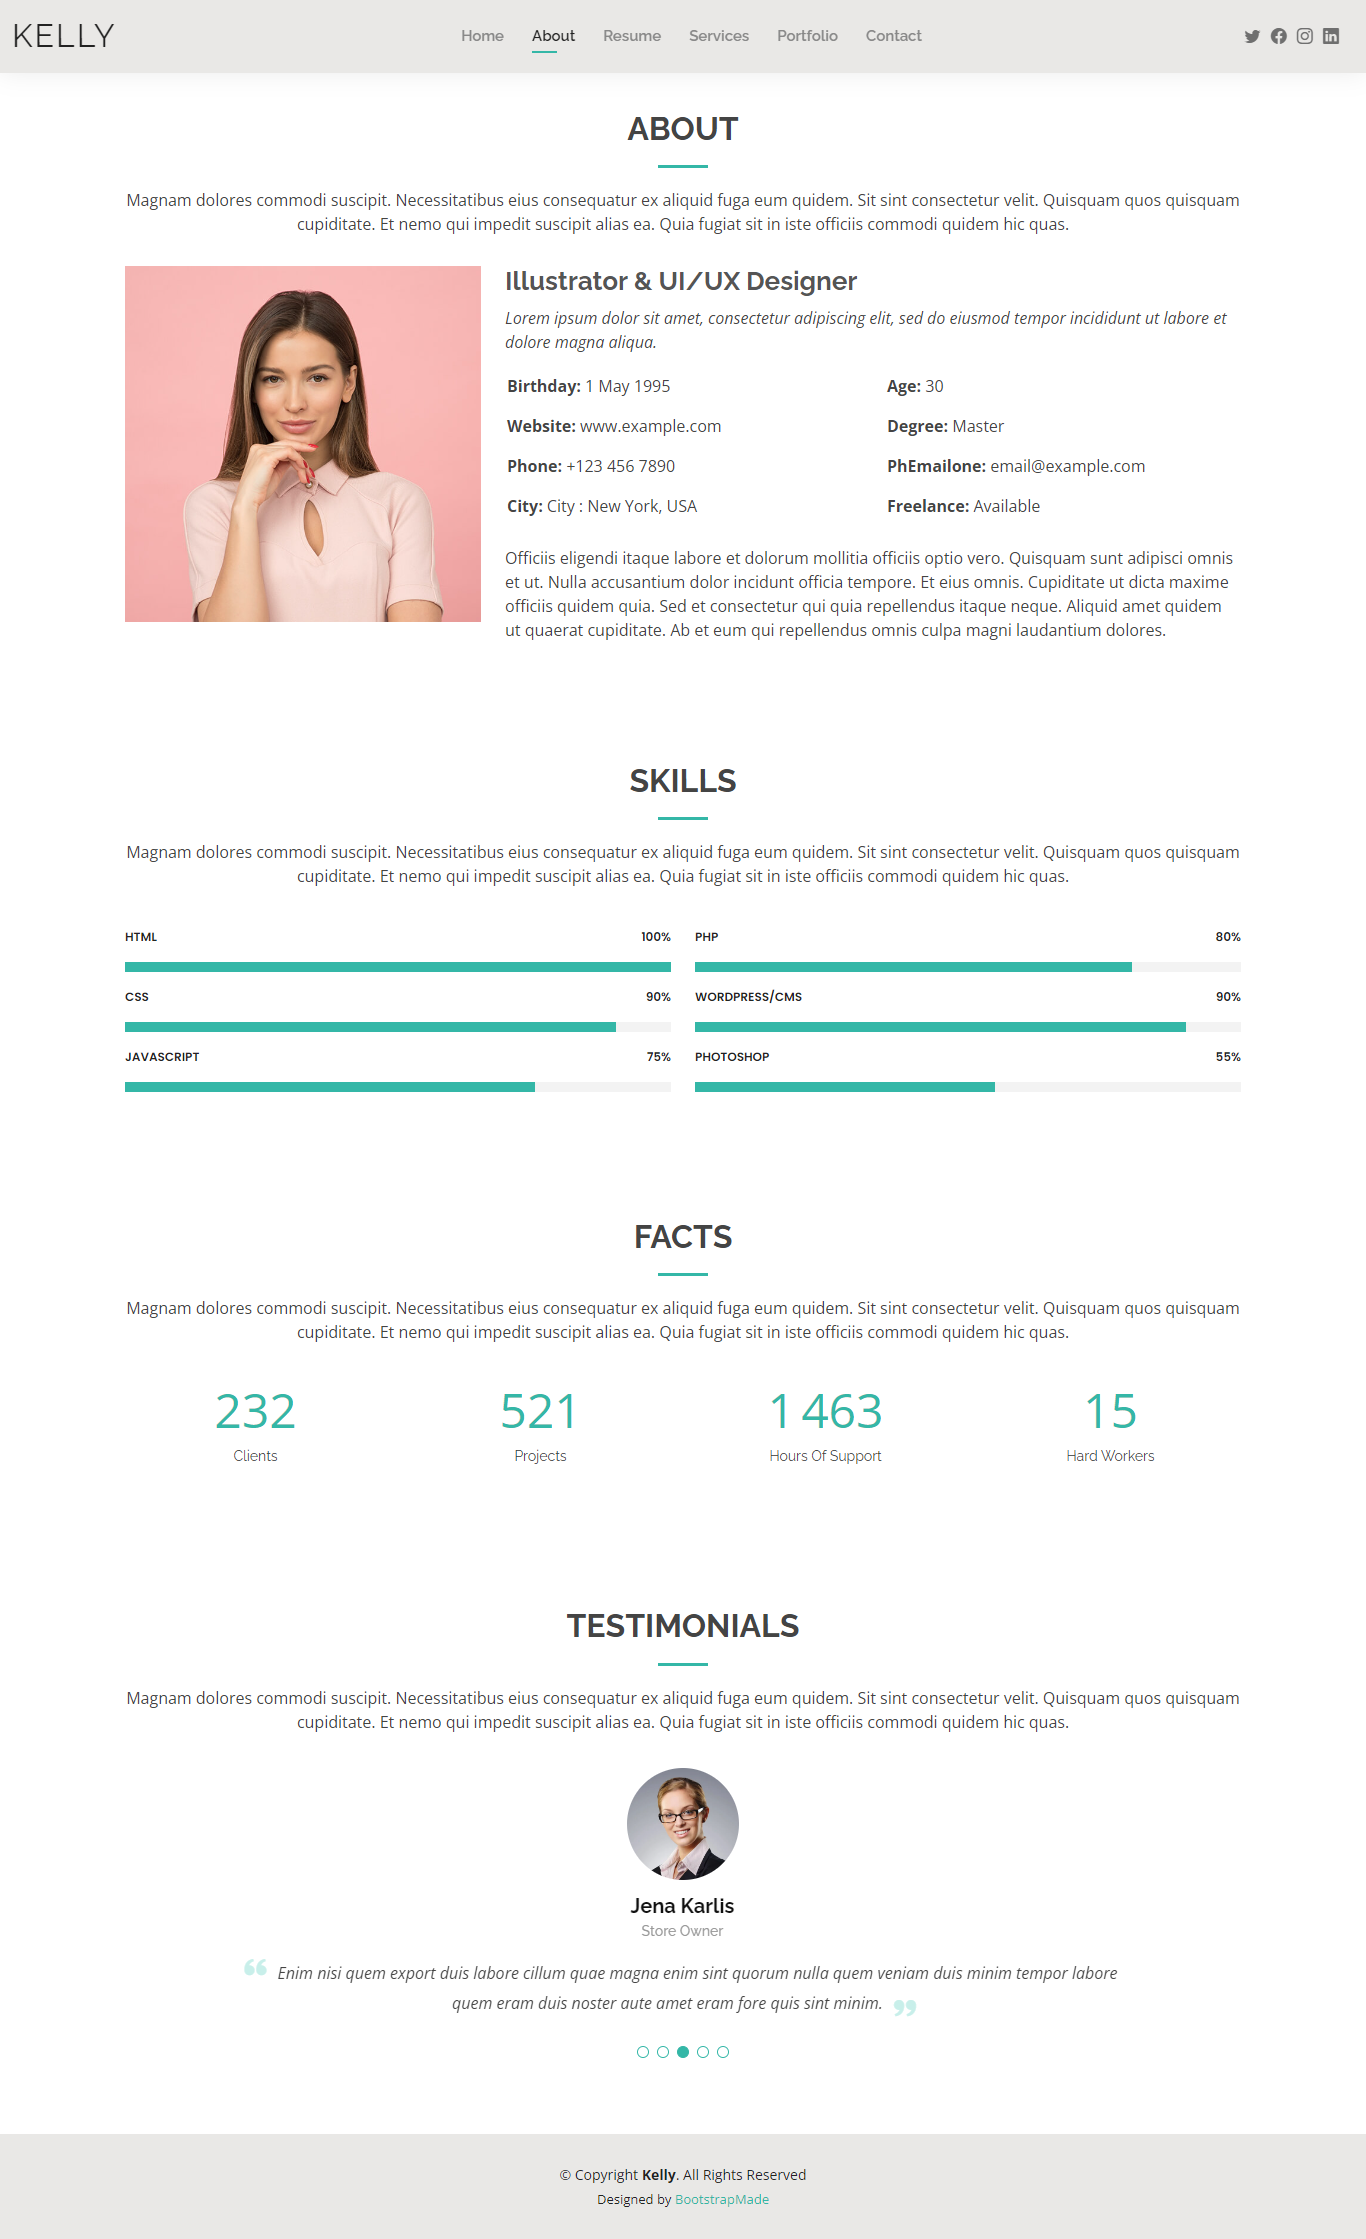 KELLY
Home About Resume Services Portfolio Contact
ABOUT
Magnam dolores commodi suscipit. Necessitatibus eius consequatur ex aliquid fuga eum quidem. Sit sint consectetur velit. Quisquam quos quisquam
cupiditate. Et nemo qui impedit suscipit alias ea. Quia fugiat sit in iste officiis commodi quidem hic quas.
Illustrator & UI/UX Designer
Lorem ipsum dolor sit amet, consectetur adipiscing elit, sed do eiusmod tempor incididunt ut labore et
dolore magna aliqua.
Birthday: 1 May 1995
Website: www.example.com
Phone: +123 456 7890
City: City : New York, USA
Age: 30
Degree: Master
PhEmailone: email@example.com
Freelance: Available
Officiis eligendi itaque labore et dolorum mollitia officiis optio vero. Quisquam sunt adipisci omnis
et ut. Nulla accusantium dolor incidunt officia tempore. Et eius omnis. Cupiditate ut dicta maxime
officiis quidem quia. Sed et consectetur qui quia repellendus itaque neque. Aliquid amet quidem
ut quaerat cupiditate. Ab et eum qui repellendus omnis culpa magni laudantium dolores.
SKILLS
Magnam dolores commodi suscipit. Necessitatibus eius consequatur ex aliquid fuga eum quidem. Sit sint consectetur velit. Quisquam quos quisquam
cupiditate. Et nemo qui impedit suscipit alias ea. Quia fugiat sit in iste officiis commodi quidem hic quas.
HTML 100%
CSS 90%
JAVASCRIPT 75%
PHP 80%
WORDPRESS/CMS 90%
PHOTOSHOP 55%
FACTS
Magnam dolores commodi suscipit. Necessitatibus eius consequatur ex aliquid fuga eum quidem. Sit sint consectetur velit. Quisquam quos quisquam
cupiditate. Et nemo qui impedit suscipit alias ea. Quia fugiat sit in iste officiis commodi quidem hic quas.
232
Clients
521
Projects
1 463
Hours Of Support
15
Hard Workers
TESTIMONIALS
Magnam dolores commodi suscipit. Necessitatibus eius consequatur ex aliquid fuga eum quidem. Sit sint consectetur velit. Quisquam quos quisquam
cupiditate. Et nemo qui impedit suscipit alias ea. Quia fugiat sit in iste officiis commodi quidem hic quas.
Jena Karlis
Store Owner
“ Enim nisi quem export duis labore cillum quae magna enim sint quorum nulla quem veniam duis minim tempor labore
quem eram duis noster aute amet eram fore quis sint minim. ”
© Copyright Kelly. All Rights Reserved
Designed by BootstrapMade